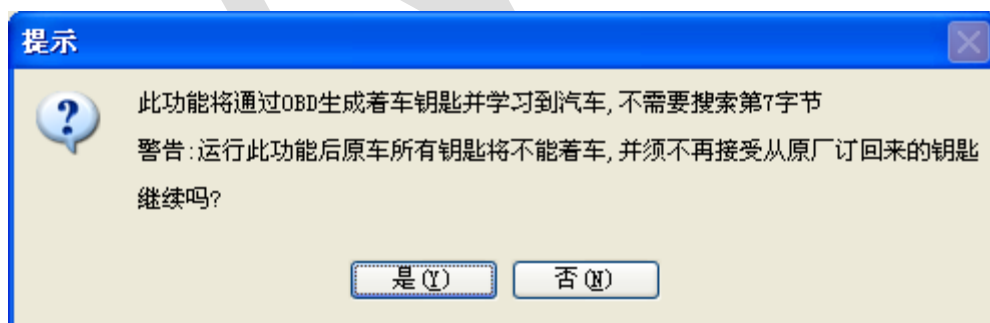 提示
此功能将通过OBD生成着车钥匙并学习到汽车,不需要搜索第7字节
警告:运行此功能后原车所有钥匙将不能着车,并须不再接受从原厂订回来的钥匙
继续吗?
是(Y) 否(N)